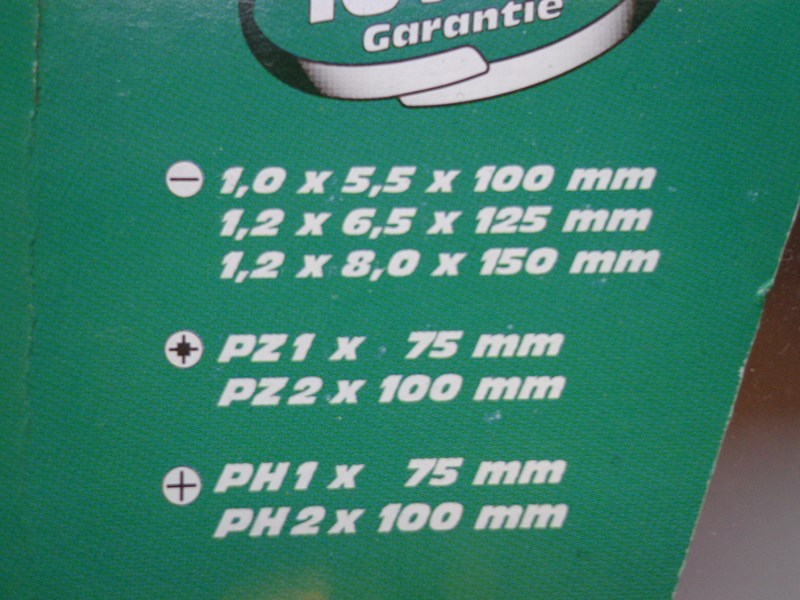 Garantie
1,0 x 5,5 x 100 mm
1,2 x 6,5 x 125 mm
1,2 x 8,0 x 150 mm
PZ1 x 75 mm
PZ2 x 100 mm
PH1 x 75 mm
PH2 x 100 mm